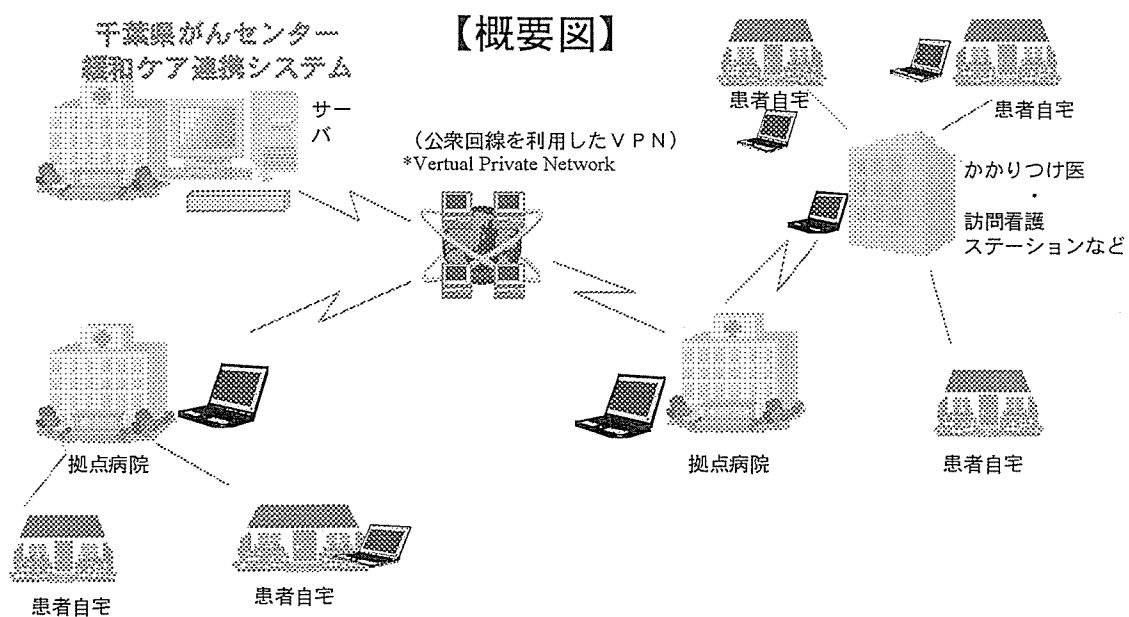 【概要図】
千葉県がんセンター
緩和ケア連携システム
サー
バ
（公衆回線を利用したＶＰＮ）
*Vertual Private Network
患者自宅
患者自宅
かかりつけ医
・
訪問看護
ステーションなど
拠点病院
拠点病院
患者自宅
患者自宅
患者自宅